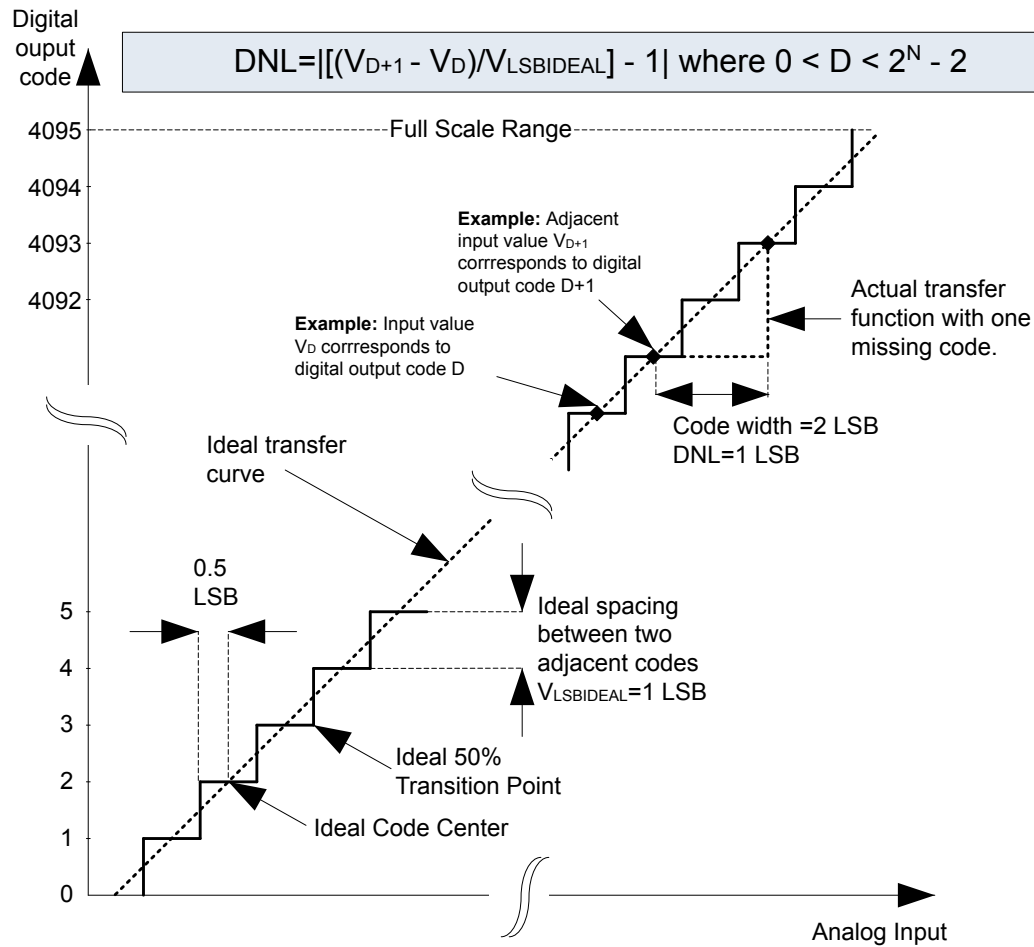 Digital
ouput
code
DNL=|[(VD+1 - VD)/VLSBIDEAL] - 1| where 0 < D < 2^N - 2
4095
Full Scale Range
4094
4093
4092
Example: Adjacent
input value VD+1
corrresponds to digital
output code D+1
Example: Input value
VD corrresponds to
digital output code D
Actual transfer
function with one
missing code.
Code width =2 LSB
DNL=1 LSB
Ideal transfer
curve
0.5
LSB
Ideal spacing
between two
adjacent codes
VLSBIDEAL=1 LSB
5
4
3
2
1
0
Ideal 50%
Transition Point
Ideal Code Center
Analog Input